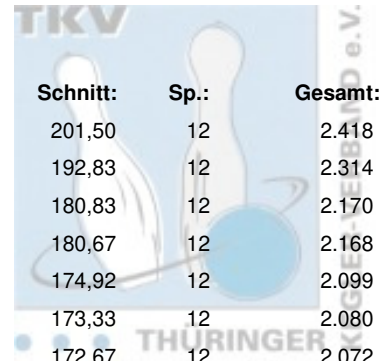 TKV
Schnitt: Sp.: Gesamt:
201,50 12 2.418
192,83 12 2.314
180,83 12 2.170
180,67 12 2.168
174,92 12 2.099
173,33 12 2.080
THÜRINGER KEGLER-VERBAND e.V.
172,67 12 2.072